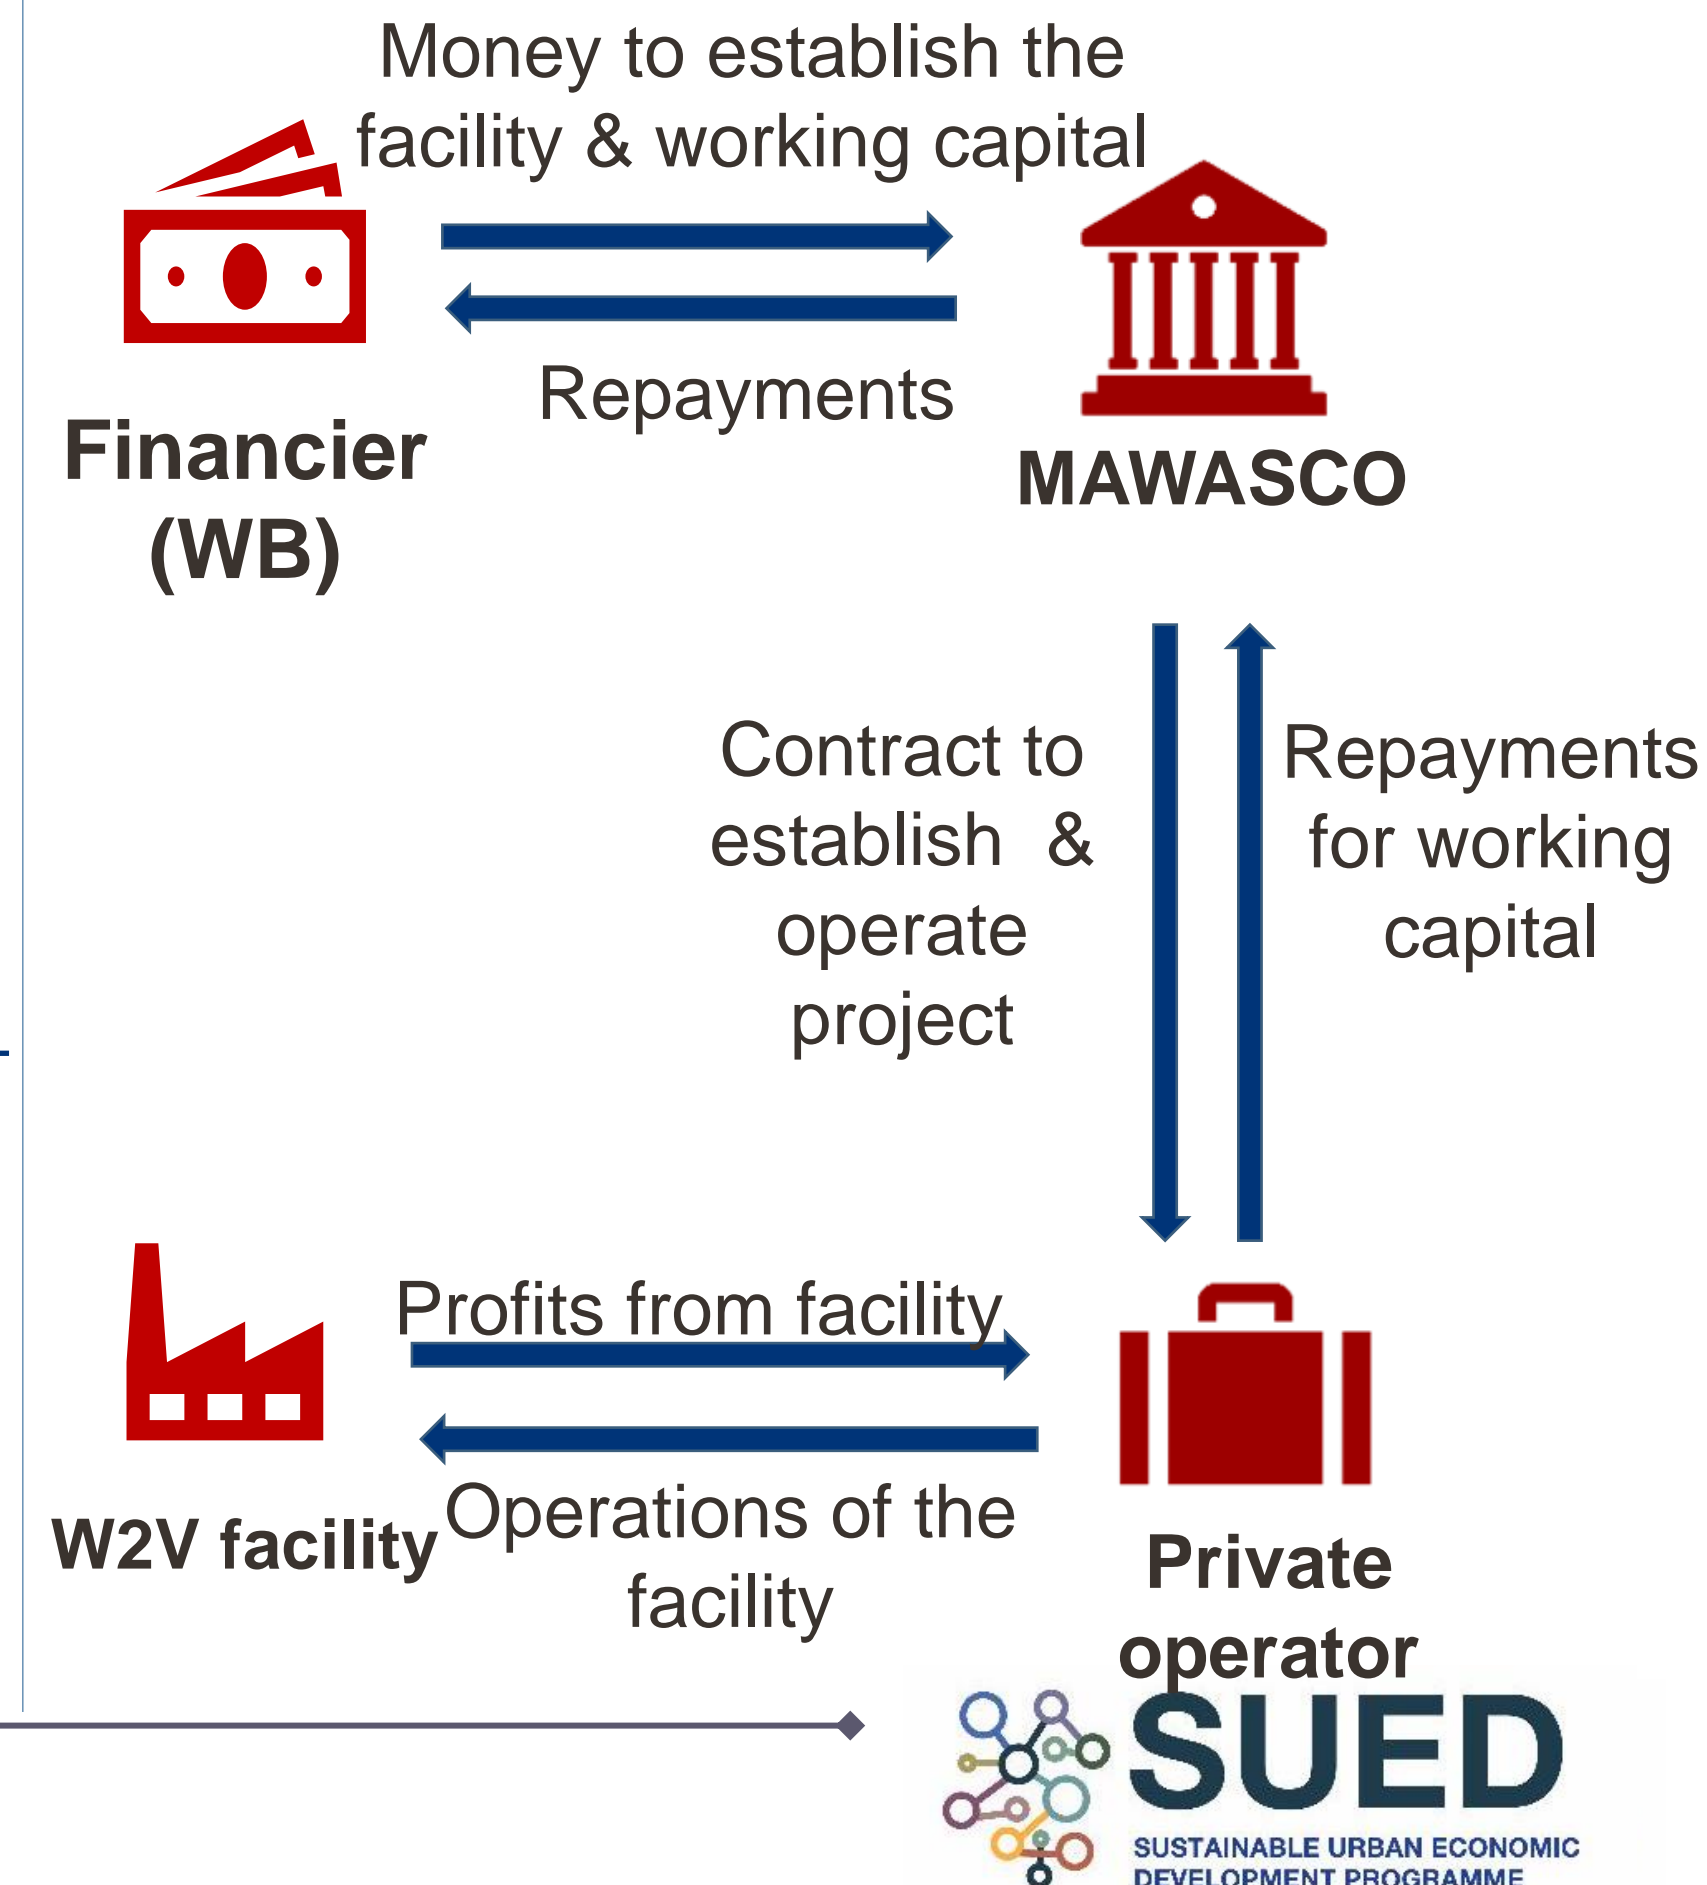 Money to establish the
facility & working capital
Repayments
Financier
(WB)
MAWASCO
Contract to
establish &
operate
project
Repayments
for working
capital
Profits from facility
Operations of the
facility
W2V facility
Private
operator
SUED
SUSTAINABLE URBAN ECONOMIC
DEVELOPMENT PROGRAMME